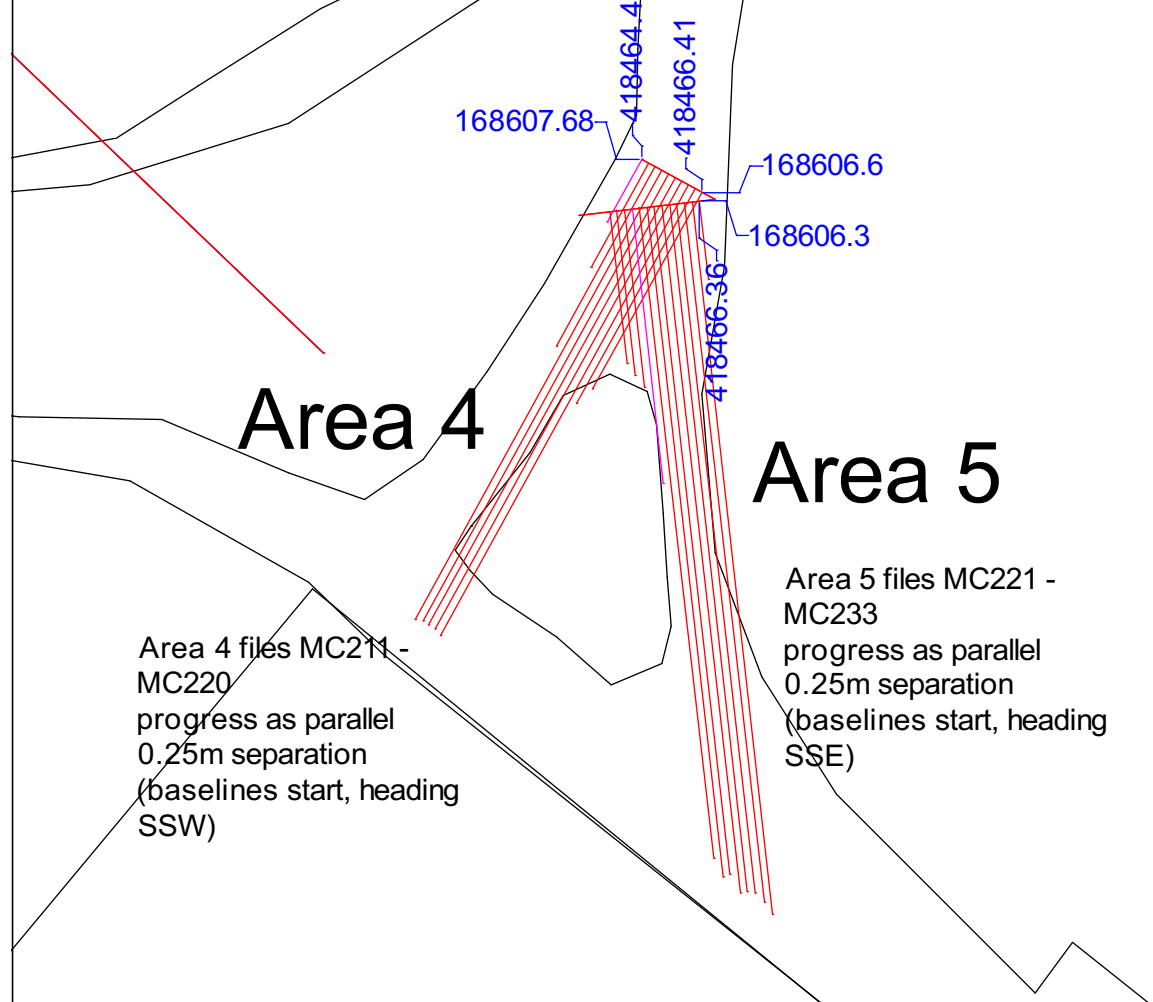 418464.4
418466.41
168607.68
168606.6
168606.3
418466.36
Area 4
Area 5
Area 5 files MC221 -
MC233
progress as parallel
0.25m separation
(baselines start, heading
SSE)
Area 4 files MC211 -
MC220
progress as parallel
0.25m separation
(baselines start, heading
SSW)